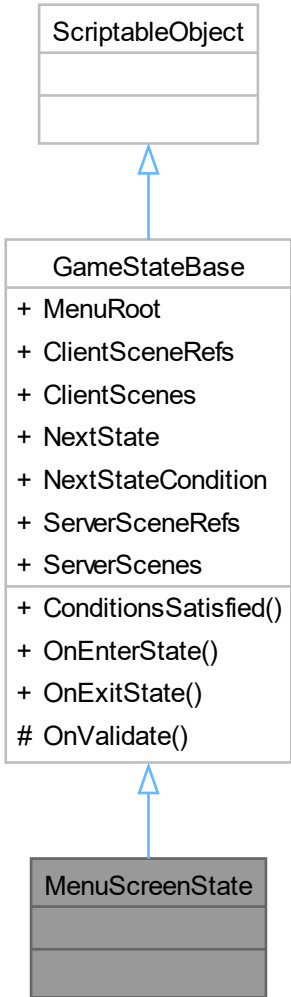 ScriptableObject
GameStateBase
+ MenuRoot
+ ClientSceneRefs
+ ClientScenes
+ NextState
+ NextStateCondition
+ ServerSceneRefs
+ ServerScenes
+ ConditionsSatisfied()
+ OnEnterState()
+ OnExitState()
# OnValidate()
MenuScreenState